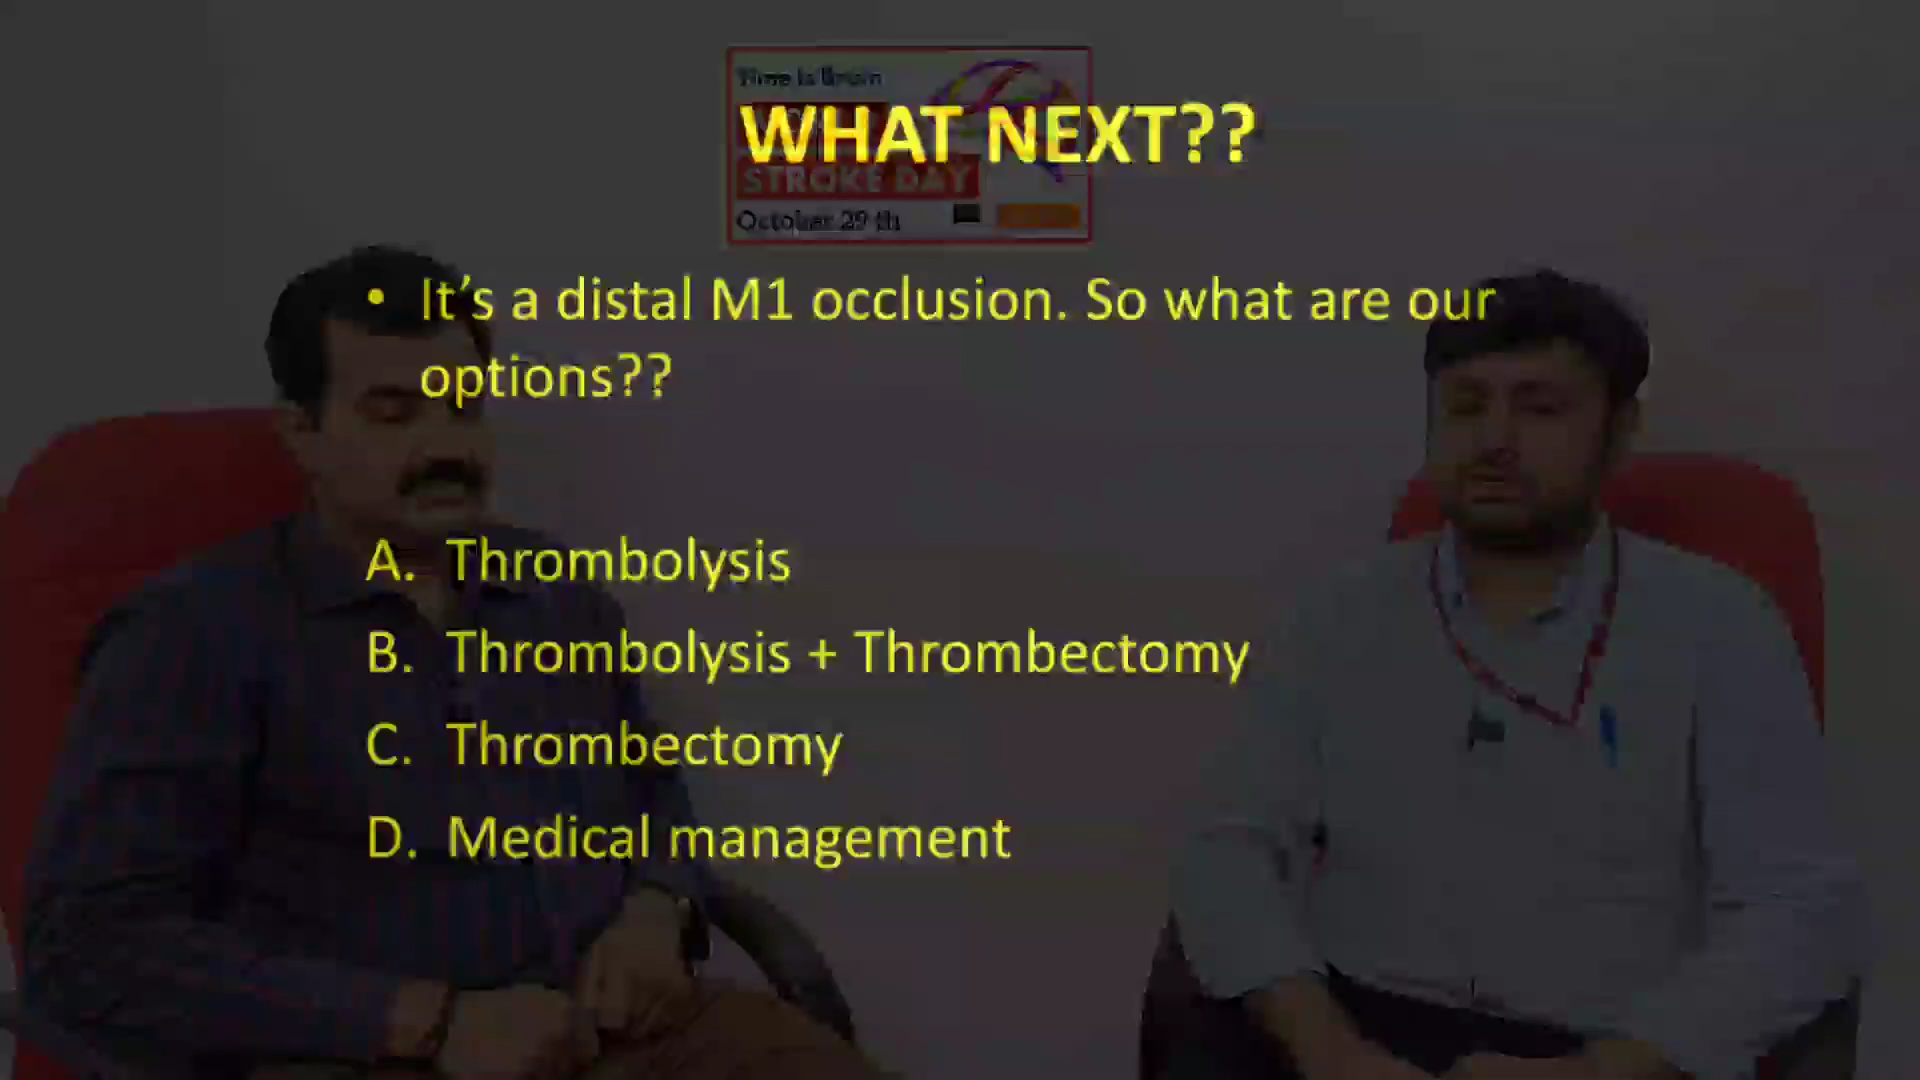 Time is Brain
WHAT NEXT??
STROKE DAY
October 29 th
• It’s a distal M1 occlusion. So what are our
options??
A. Thrombolysis
B. Thrombolysis + Thrombectomy
C. Thrombectomy
D. Medical management